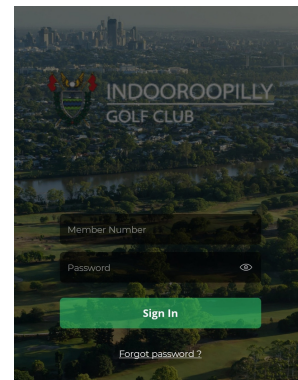 INDOOROOPILLY
GOLF CLUB
Member Number
Password
Sign In
Forgot password ?